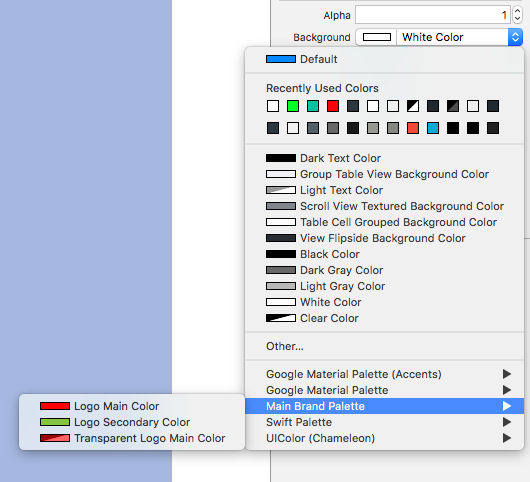 Alpha 1
Background White Color
Default
Recently Used Colors
Dark Text Color
Group Table View Background Color
Light Text Color
Scroll View Textured Background Color
Table Cell Grouped Background Color
View Flipside Background Color
Black Color
Dark Gray Color
Light Gray Color
White Color
Clear Color
Other...
Google Material Palette (Accents)
Google Material Palette
Main Brand Palette
Swift Palette
UIColor (Chameleon)
Logo Main Color
Logo Secondary Color
Transparent Logo Main Color